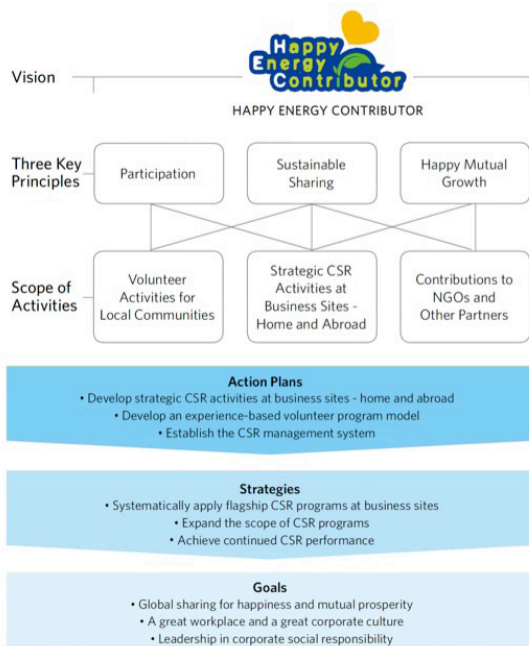 Vision
Happy
Energy
Contributor
HAPPY ENERGY CONTRIBUTOR
Three Key
Principles
Participation
Sustainable
Sharing
Happy Mutual
Growth
Scope of
Activities
Volunteer
Activities for
Local Communities
Strategic CSR
Activities at
Business Sites -
Home and Abroad
Contributions to
NGOs and
Other Partners
Action Plans
• Develop strategic CSR activities at business sites - home and abroad
• Develop an experience-based volunteer program model
• Establish the CSR management system
Strategies
• Systematically apply flagship CSR programs at business sites
• Expand the scope of CSR programs
• Achieve continued CSR performance
Goals
• Global sharing for happiness and mutual prosperity
• A great workplace and a great corporate culture
• Leadership in corporate social responsibility